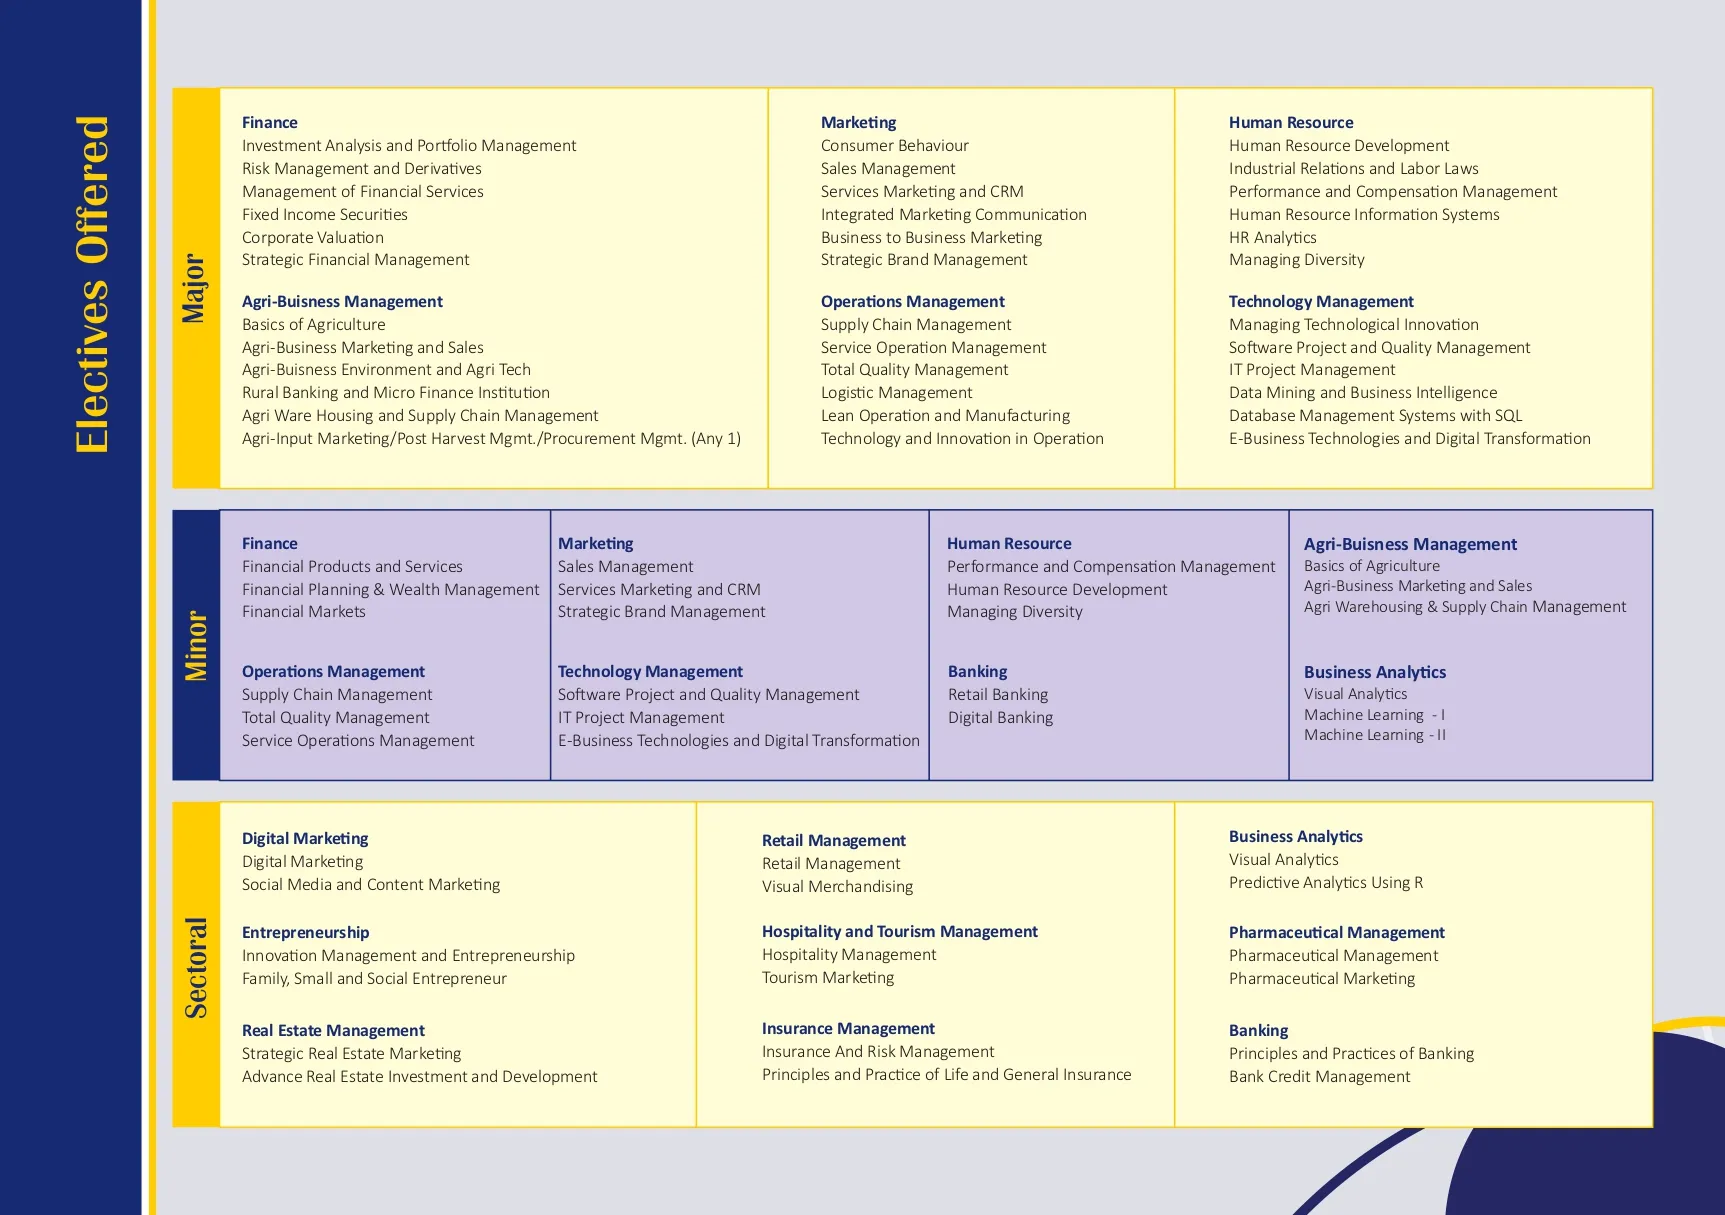 Electives Offered
Major
Finance
Investment Analysis and Portfolio Management
Risk Management and Derivatives
Management of Financial Services
Fixed Income Securities
Corporate Valuation
Strategic Financial Management
Agri-Buisness Management
Basics of Agriculture
Agri-Business Marketing and Sales
Agri-Buisness Environment and Agri Tech
Rural Banking and Micro Finance Institution
Agri Ware Housing and Supply Chain Management
Agri-Input Marketing/Post Harvest Mgmt./Procurement Mgmt. (Any 1)
Marketing
Consumer Behaviour
Sales Management
Services Marketing and CRM
Integrated Marketing Communication
Business to Business Marketing
Strategic Brand Management
Operations Management
Supply Chain Management
Service Operation Management
Total Quality Management
Logistic Management
Lean Operation and Manufacturing
Technology and Innovation in Operation
Human Resource
Human Resource Development
Industrial Relations and Labor Laws
Performance and Compensation Management
Human Resource Information Systems
HR Analytics
Managing Diversity
Technology Management
Managing Technological Innovation
Software Project and Quality Management
IT Project Management
Data Mining and Business Intelligence
Database Management Systems with SQL
E-Business Technologies and Digital Transformation
Minor
Finance
Financial Products and Services
Financial Planning & Wealth Management
Financial Markets
Operations Management
Supply Chain Management
Total Quality Management
Service Operations Management
Marketing
Sales Management
Services Marketing and CRM
Strategic Brand Management
Technology Management
Software Project and Quality Management
IT Project Management
E-Business Technologies and Digital Transformation
Human Resource
Performance and Compensation Management
Human Resource Development
Managing Diversity
Banking
Retail Banking
Digital Banking
Agri-Buisness Management
Basics of Agriculture
Agri-Business Marketing and Sales
Agri Warehousing & Supply Chain Management
Business Analytics
Visual Analytics
Machine Learning - I
Machine Learning - II
Sectoral
Digital Marketing
Digital Marketing
Social Media and Content Marketing
Entrepreneurship
Innovation Management and Entrepreneurship
Family, Small and Social Entrepreneur
Real Estate Management
Strategic Real Estate Marketing
Advance Real Estate Investment and Development
Retail Management
Retail Management
Visual Merchandising
Hospitality and Tourism Management
Hospitality Management
Tourism Marketing
Insurance Management
Insurance And Risk Management
Principles and Practice of Life and General Insurance
Business Analytics
Visual Analytics
Predictive Analytics Using R
Pharmaceutical Management
Pharmaceutical Management
Pharmaceutical Marketing
Banking
Principles and Practices of Banking
Bank Credit Management